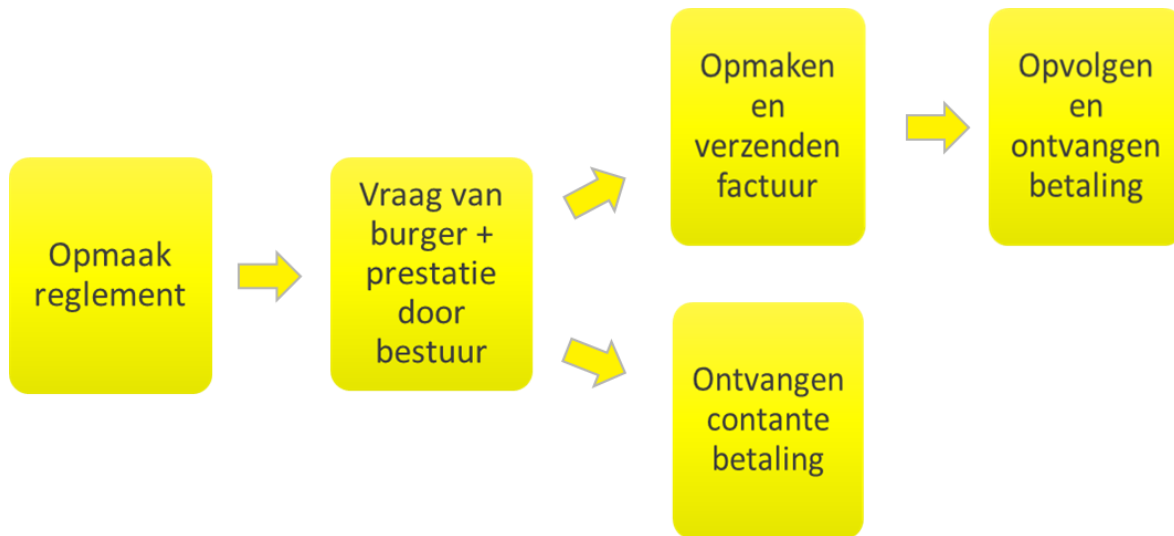 Opmaak
reglement
Vraag van
burger +
prestatie
door
bestuur
Opmaken
en
verzenden
factuur
Opvolgen
en
ontvangen
betaling
Ontvangen
contante
betaling